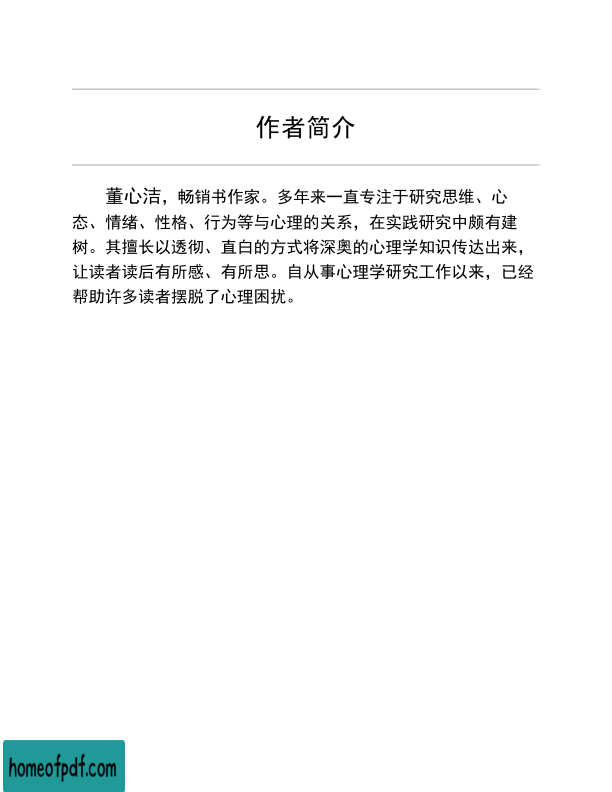 作者简介
董心洁，畅销书作家。多年来一直专注于研究思维、心
态、情绪、性格、行为等与心理的关系，在实践研究中颇有建
树。其擅长以透彻、直白的方式将深奥的心理学知识传达出来，
让读者读后有所感、有所思。自从事心理学研究工作以来，已经
帮助许多读者摆脱了心理困扰。
homeofpdf.com